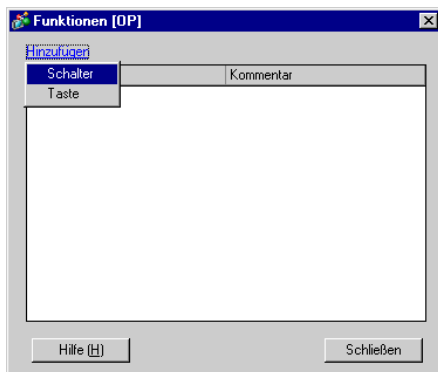 Funktionen [OP]
Hinzufügen
Kommentar
Schalter
Taste
Hilfe (H)
Schließen